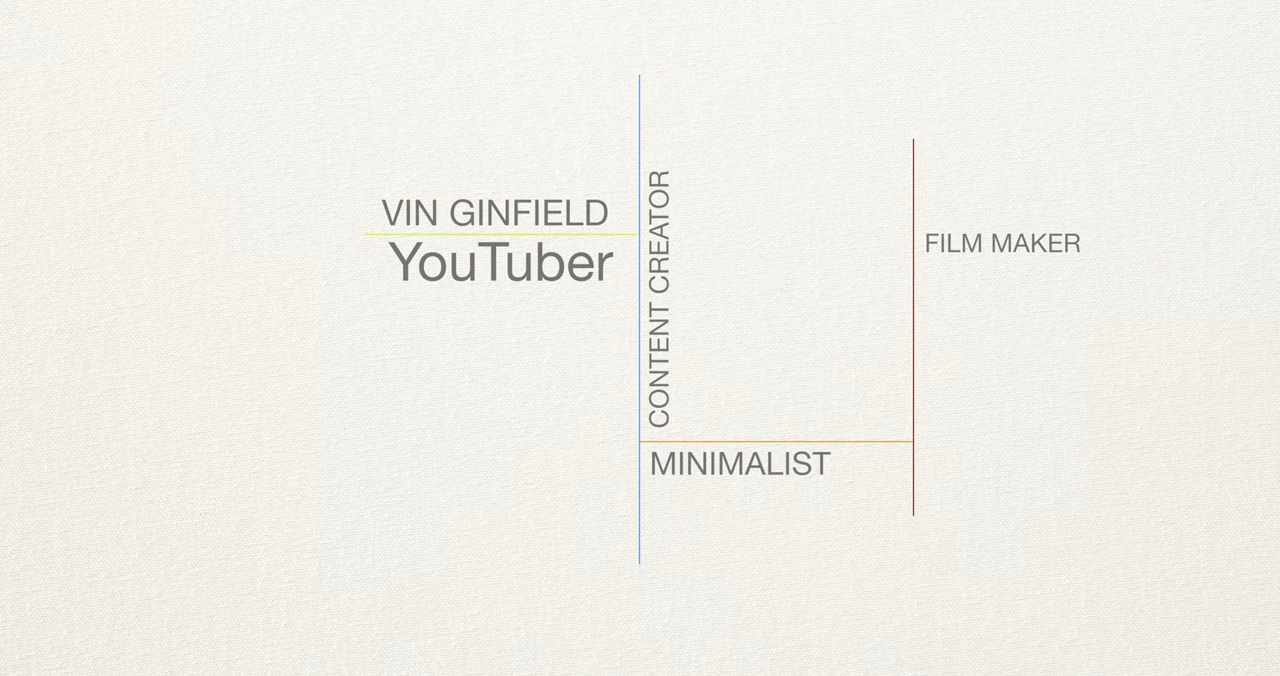 VIN GINFIELD
YouTuber
CONTENT CREATOR
FILM MAKER
MINIMALIST